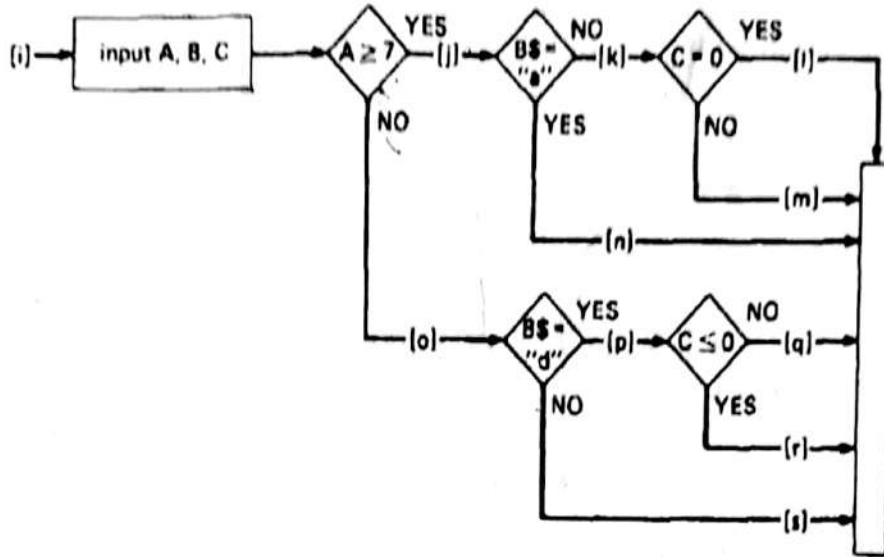 (i) input A, B, C A ≥ 7 YES (j) B$ = "a" NO (k) C = 0 YES (l)
NO YES NO
(m)
(n)
(o) B$ = "d" YES (p) C ≤ 0 NO (q)
NO YES
(r)
(s)